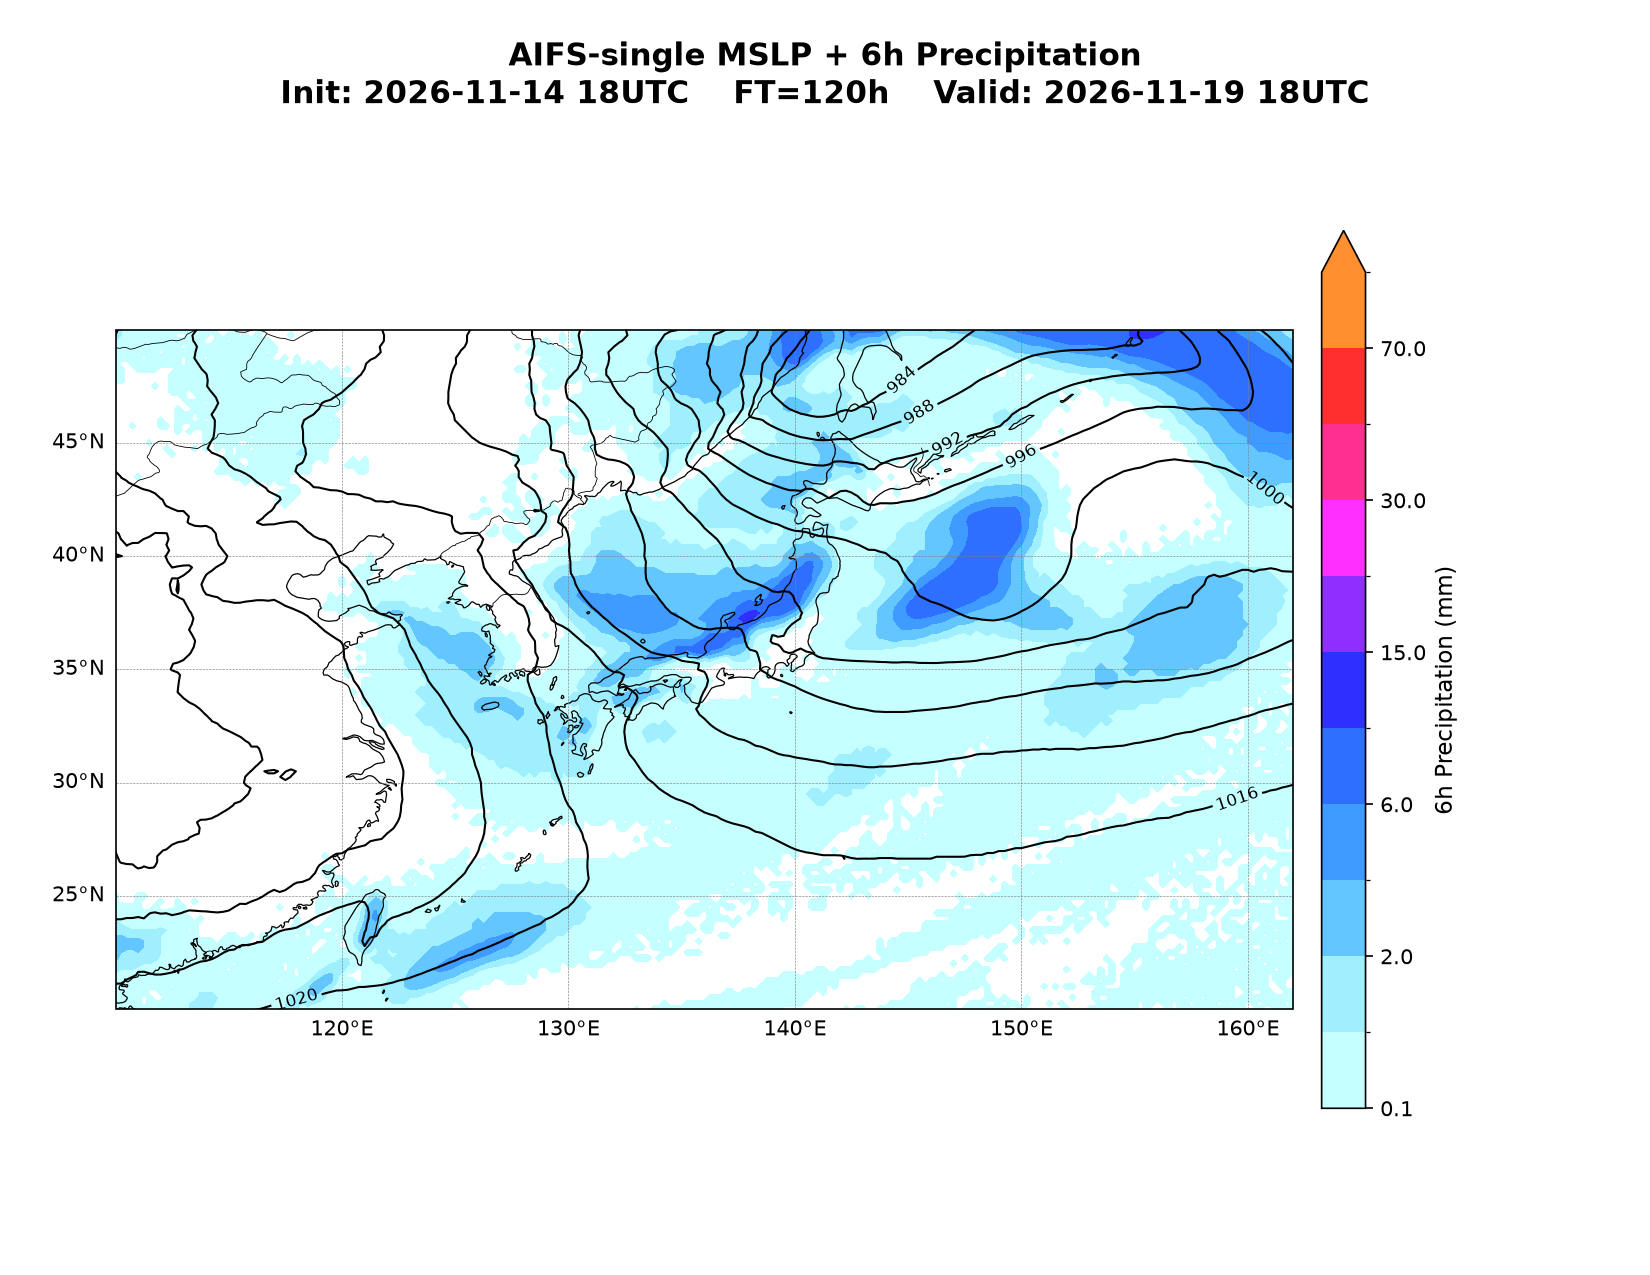 AIFS-single MSLP + 6h Precipitation
Init: 2026-11-14 18UTC    FT=120h    Valid: 2026-11-19 18UTC
984
988
992
996
1000
1016
1020
45°N
40°N
35°N
30°N
25°N
120°E
130°E
140°E
150°E
160°E
70.0
30.0
15.0
6.0
2.0
0.1
6h Precipitation (mm)